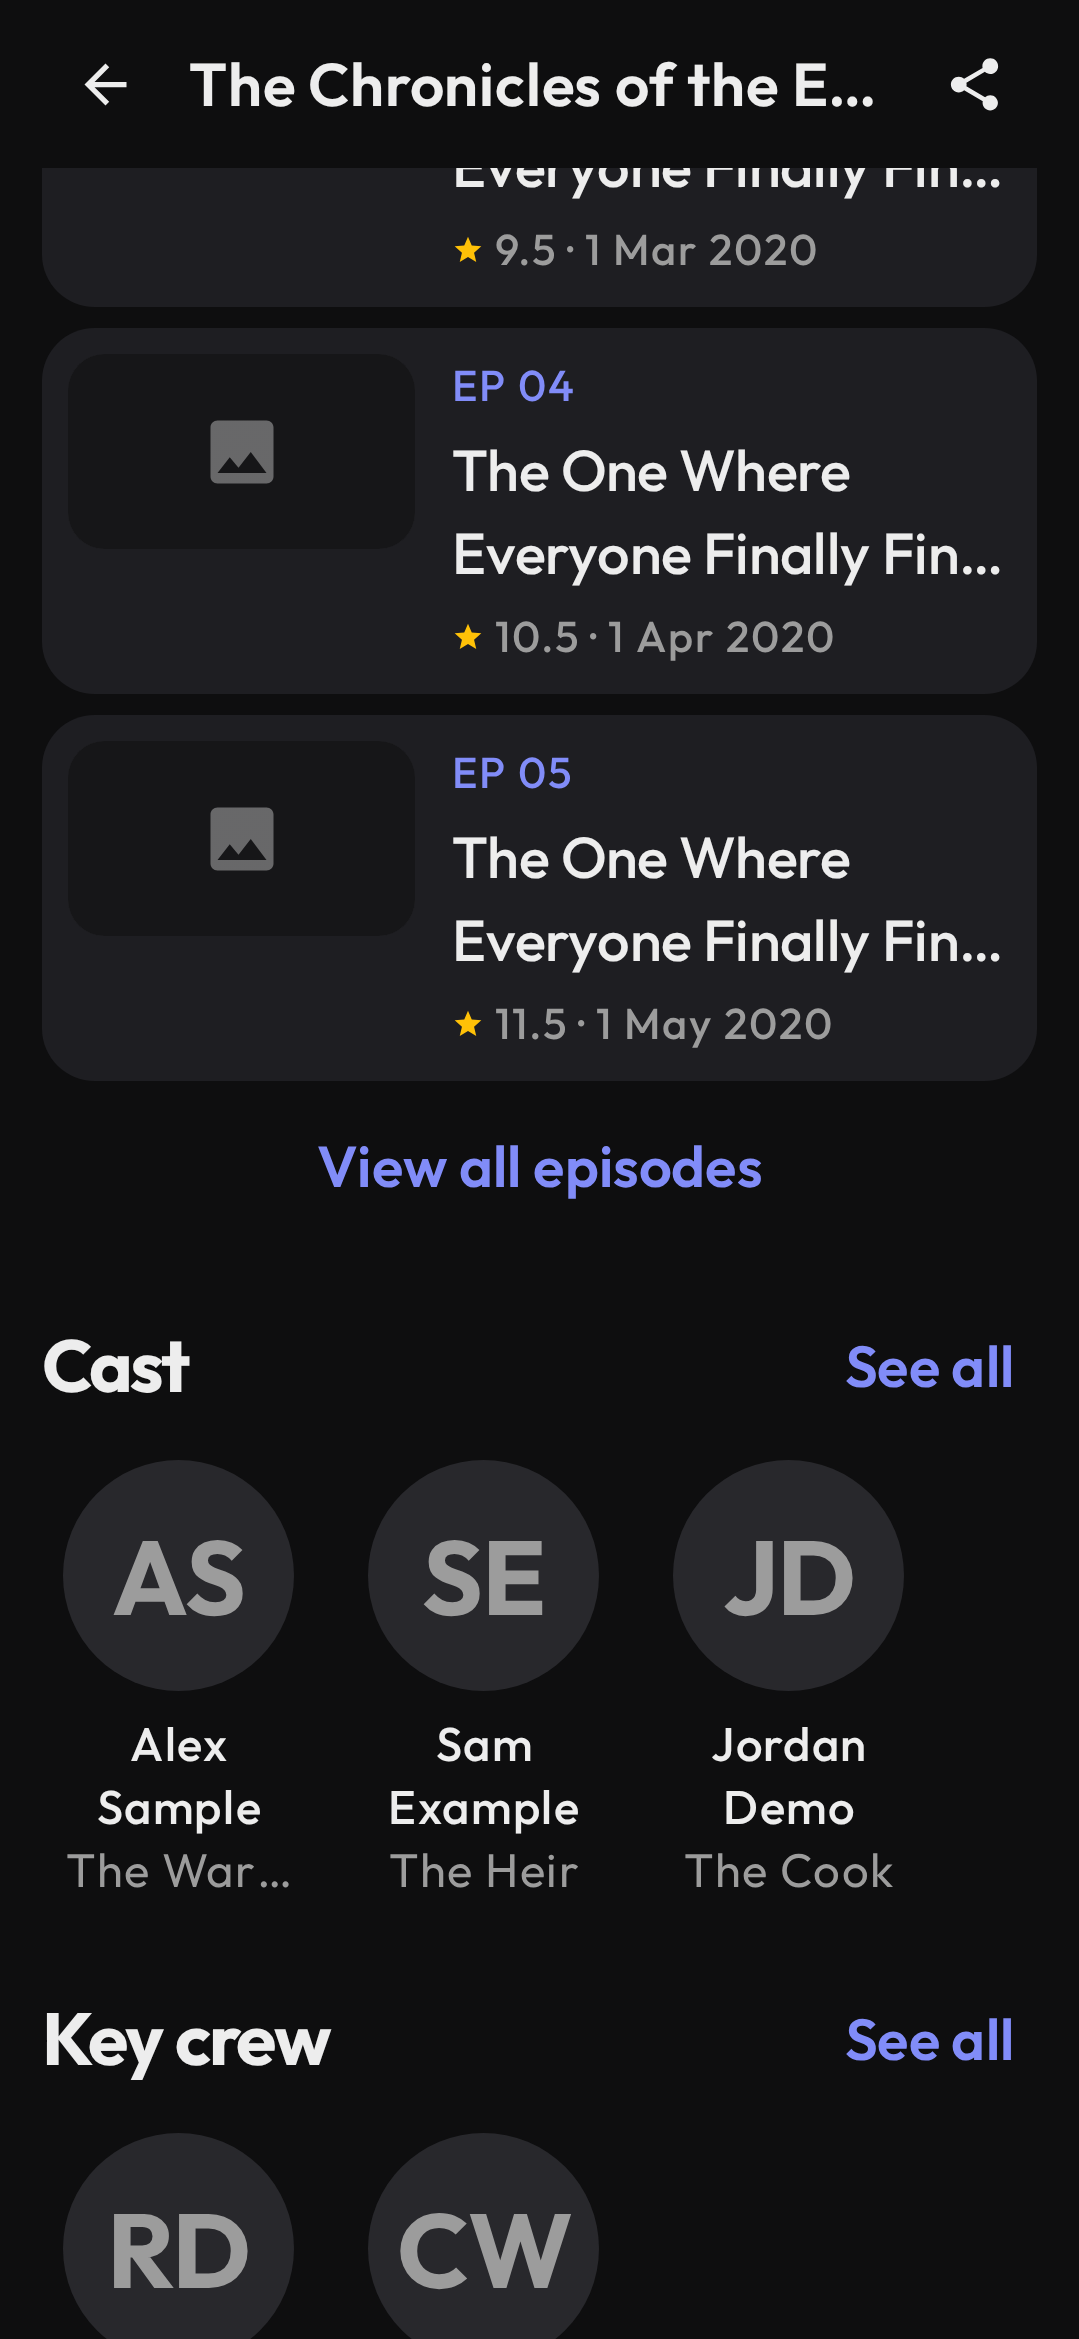 The Chronicles of the E...
Everyone Finally Fin...
9.5 · 1 Mar 2020
EP 04
The One Where
Everyone Finally Fin...
10.5 · 1 Apr 2020
EP 05
The One Where
Everyone Finally Fin...
11.5 · 1 May 2020
View all episodes
Cast
See all
AS
SE
JD
Alex
Sample
The War...
Sam
Example
The Heir
Jordan
Demo
The Cook
Key crew
See all
RD
CW